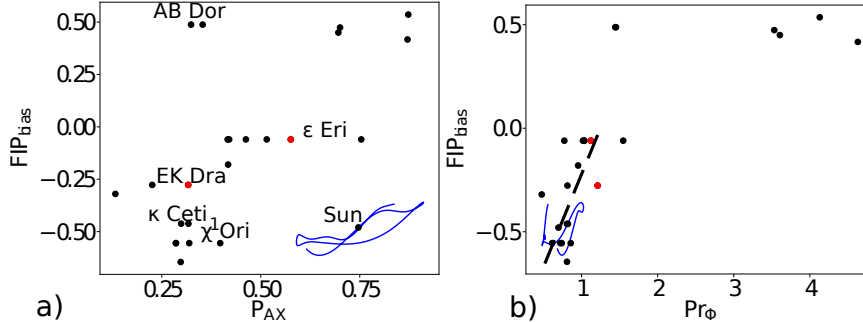 AB Dor
0.50
0.25
FIP_bias
0.00
ε Eri
−0.25
EK Dra
κ Ceti
χ¹Ori
Sun
−0.50
0.25
0.50
0.75
a)
P_AX
0.5
FIP_bias
0.0
−0.5
1
2
3
4
b)
Pr_Φ